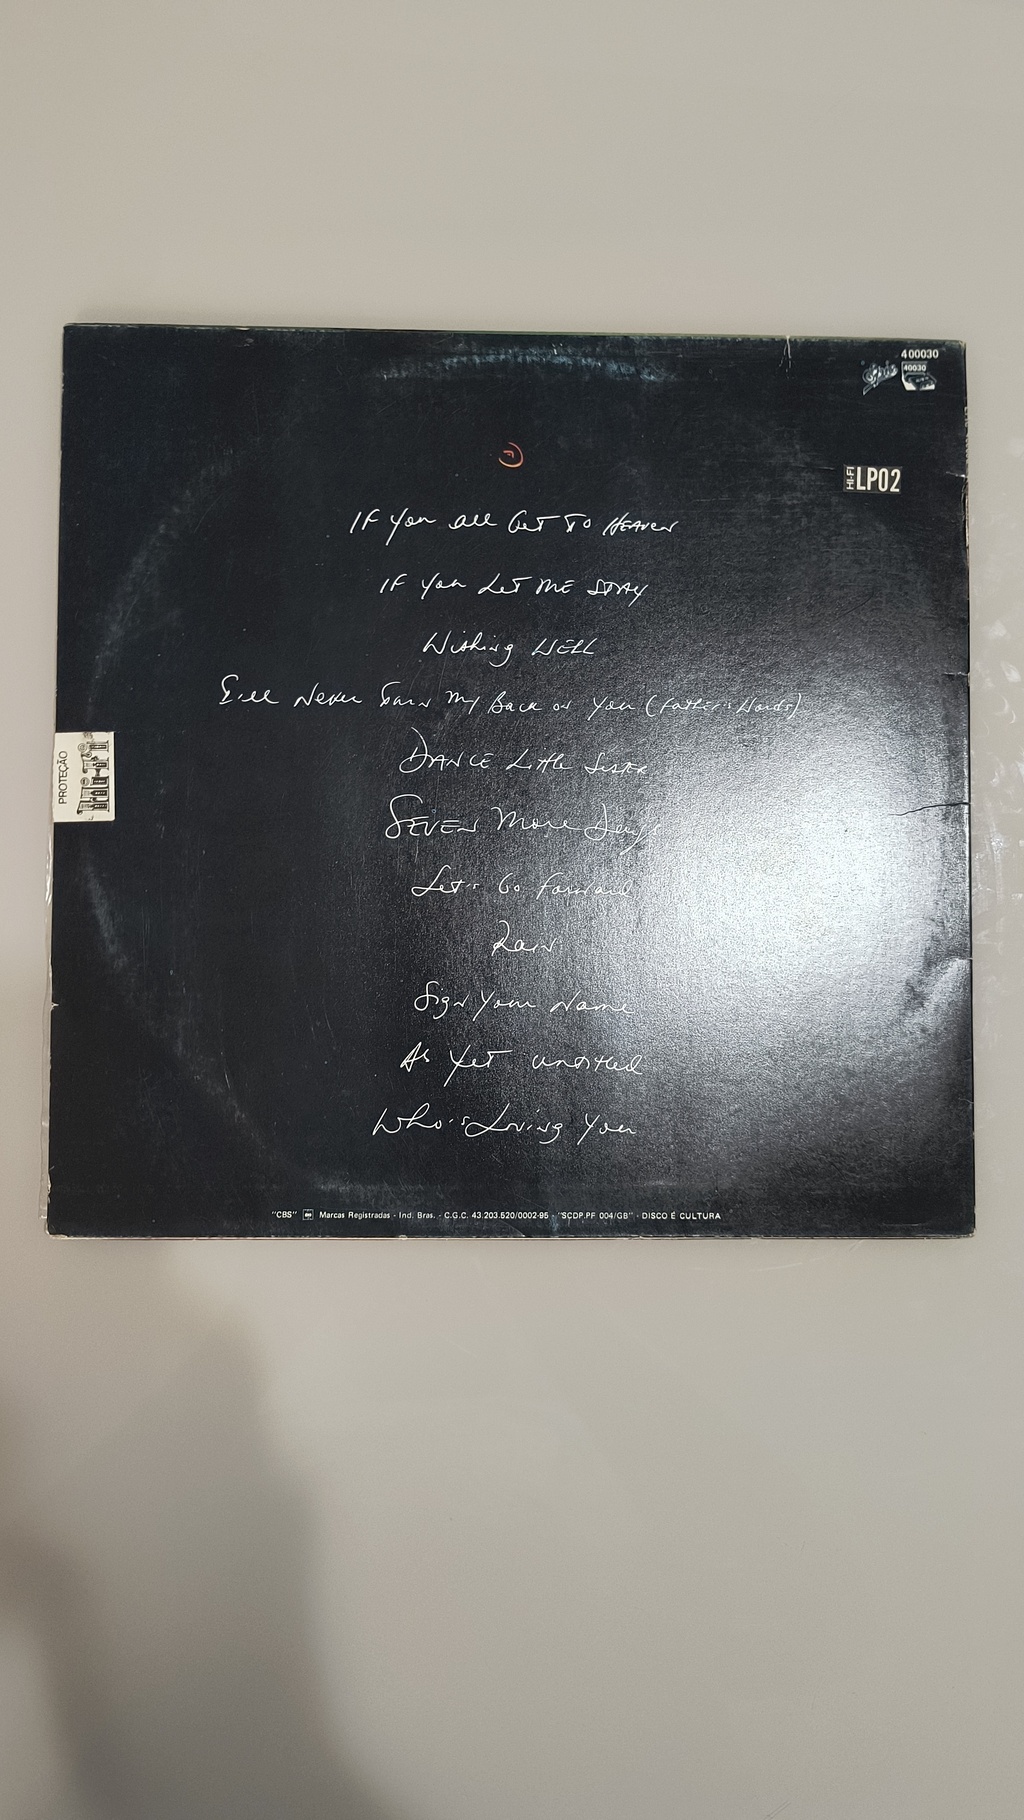 400030
Epic
40030
HI-FI LP02
IF You all Get To HEAVEN
IF You Let ME STAY
Wishing WELL
I'll Never Turn My Back on You (Father's Words)
PROTEÇÃO
HI-FI
DANCE Little SISTER
SEVEN More Days
Let's Go Forward
Rain
Sign Your Name
As Yet Untitled
Who's Loving You
"CBS" Marcas Registradas - Ind. Bras. - C.G.C. 43.203.520/0002-95 - "SCDP.PF 004/GB" - DISCO É CULTURA